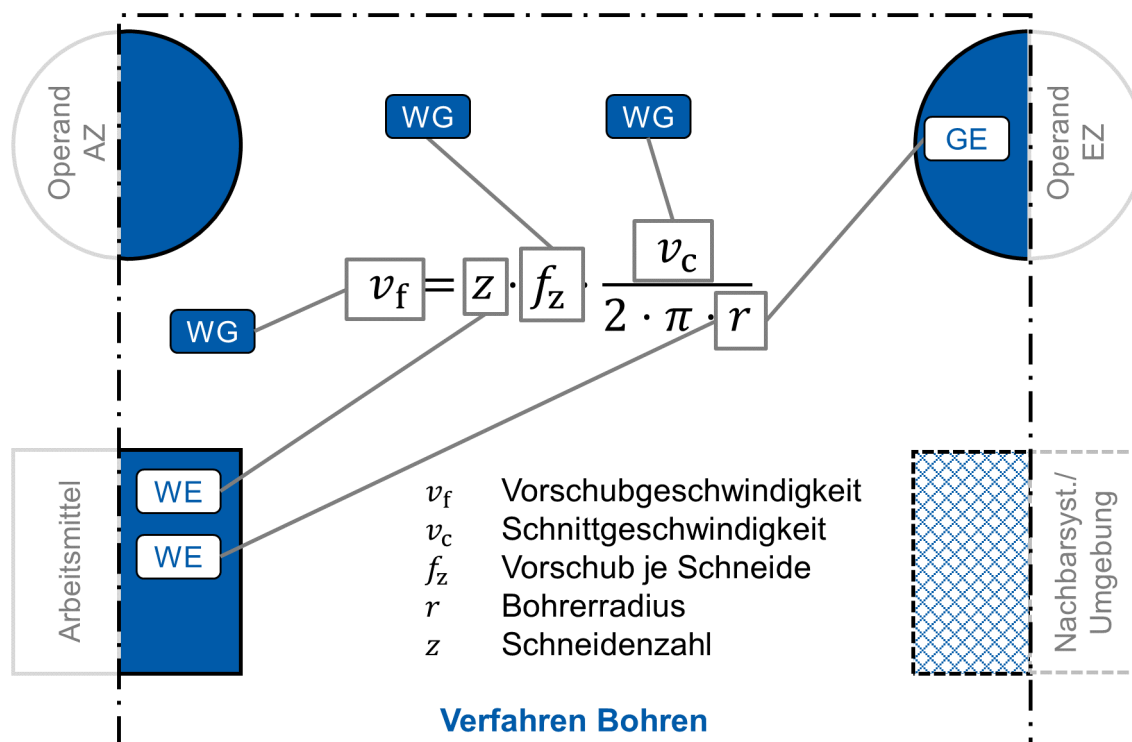 Operand
AZ
WG
WG
GE
Operand
EZ
v_f = z · f_z · v_c / (2 · π · r)
WG
Arbeitsmittel
WE
WE
v_f Vorschubgeschwindigkeit
v_c Schnittgeschwindigkeit
f_z Vorschub je Schneide
r Bohrerradius
z Schneidenzahl
Nachbarsyst./
Umgebung
Verfahren Bohren